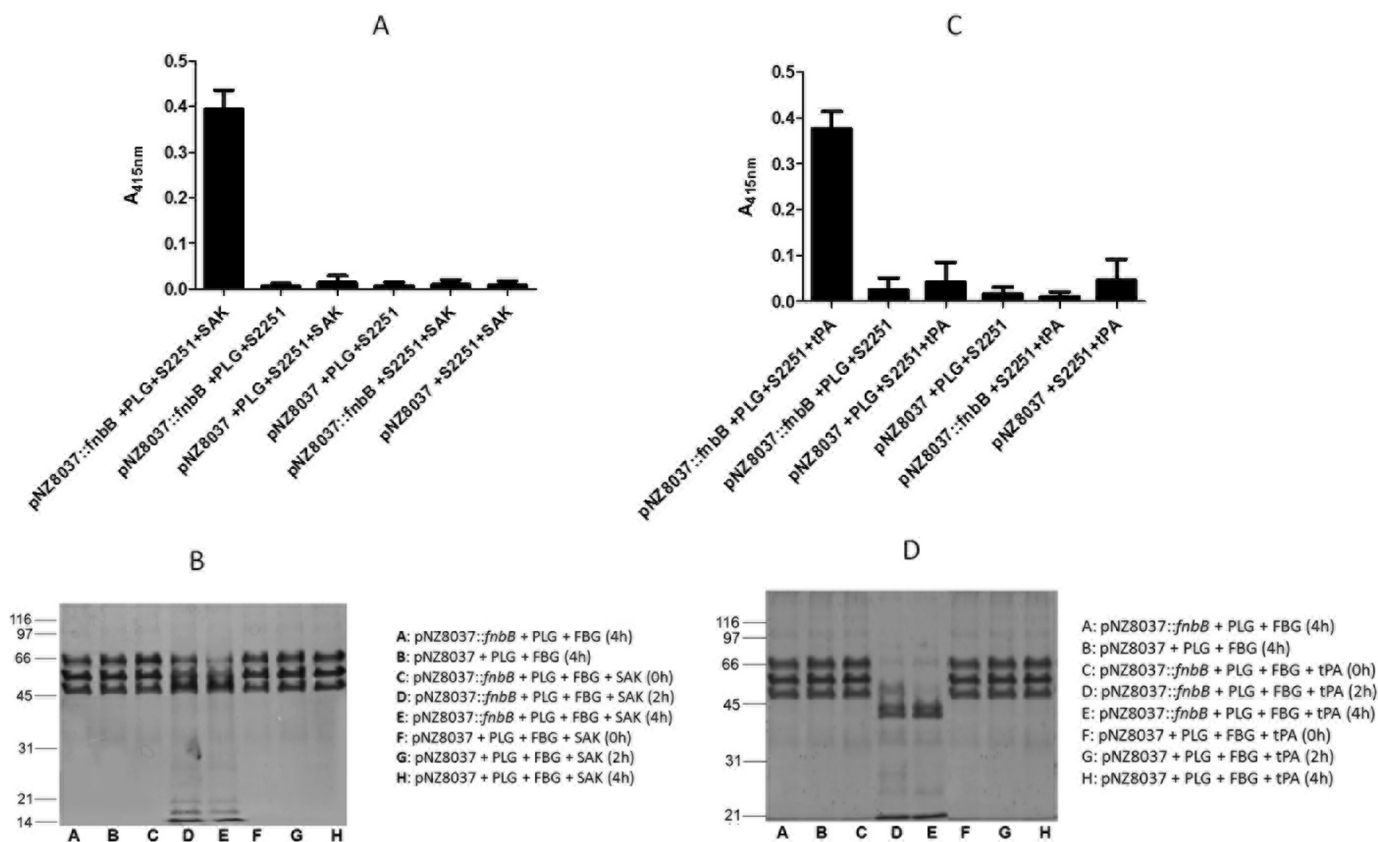 A
A415nm
0.5
0.4
0.3
0.2
0.1
0.0
pNZ8037::fnbB +PLG+S2251+SAK
pNZ8037::fnbB +PLG+S2251
pNZ8037 +PLG+S2251+SAK
pNZ8037 +PLG+S2251
pNZ8037::fnbB +S2251+SAK
pNZ8037 +S2251+SAK
C
A415nm
0.5
0.4
0.3
0.2
0.1
0.0
pNZ8037::fnbB +PLG+S2251+tPA
pNZ8037::fnbB +PLG+S2251
pNZ8037 +PLG+S2251+tPA
pNZ8037 +PLG+S2251
pNZ8037::fnbB +S2251+tPA
pNZ8037 +S2251+tPA
B
116
97
66
45
31
21
14
A B C D E F G H
A: pNZ8037::fnbB + PLG + FBG (4h)
B: pNZ8037 + PLG + FBG (4h)
C: pNZ8037::fnbB + PLG + FBG + SAK (0h)
D: pNZ8037::fnbB + PLG + FBG + SAK (2h)
E: pNZ8037::fnbB + PLG + FBG + SAK (4h)
F: pNZ8037 + PLG + FBG + SAK (0h)
G: pNZ8037 + PLG + FBG + SAK (2h)
H: pNZ8037 + PLG + FBG + SAK (4h)
D
116
97
66
45
31
21
A B C D E F G H
A: pNZ8037::fnbB + PLG + FBG (4h)
B: pNZ8037 + PLG + FBG (4h)
C: pNZ8037::fnbB + PLG + FBG + tPA (0h)
D: pNZ8037::fnbB + PLG + FBG + tPA (2h)
E: pNZ8037::fnbB + PLG + FBG + tPA (4h)
F: pNZ8037 + PLG + FBG + tPA (0h)
G: pNZ8037 + PLG + FBG + tPA (2h)
H: pNZ8037 + PLG + FBG + tPA (4h)